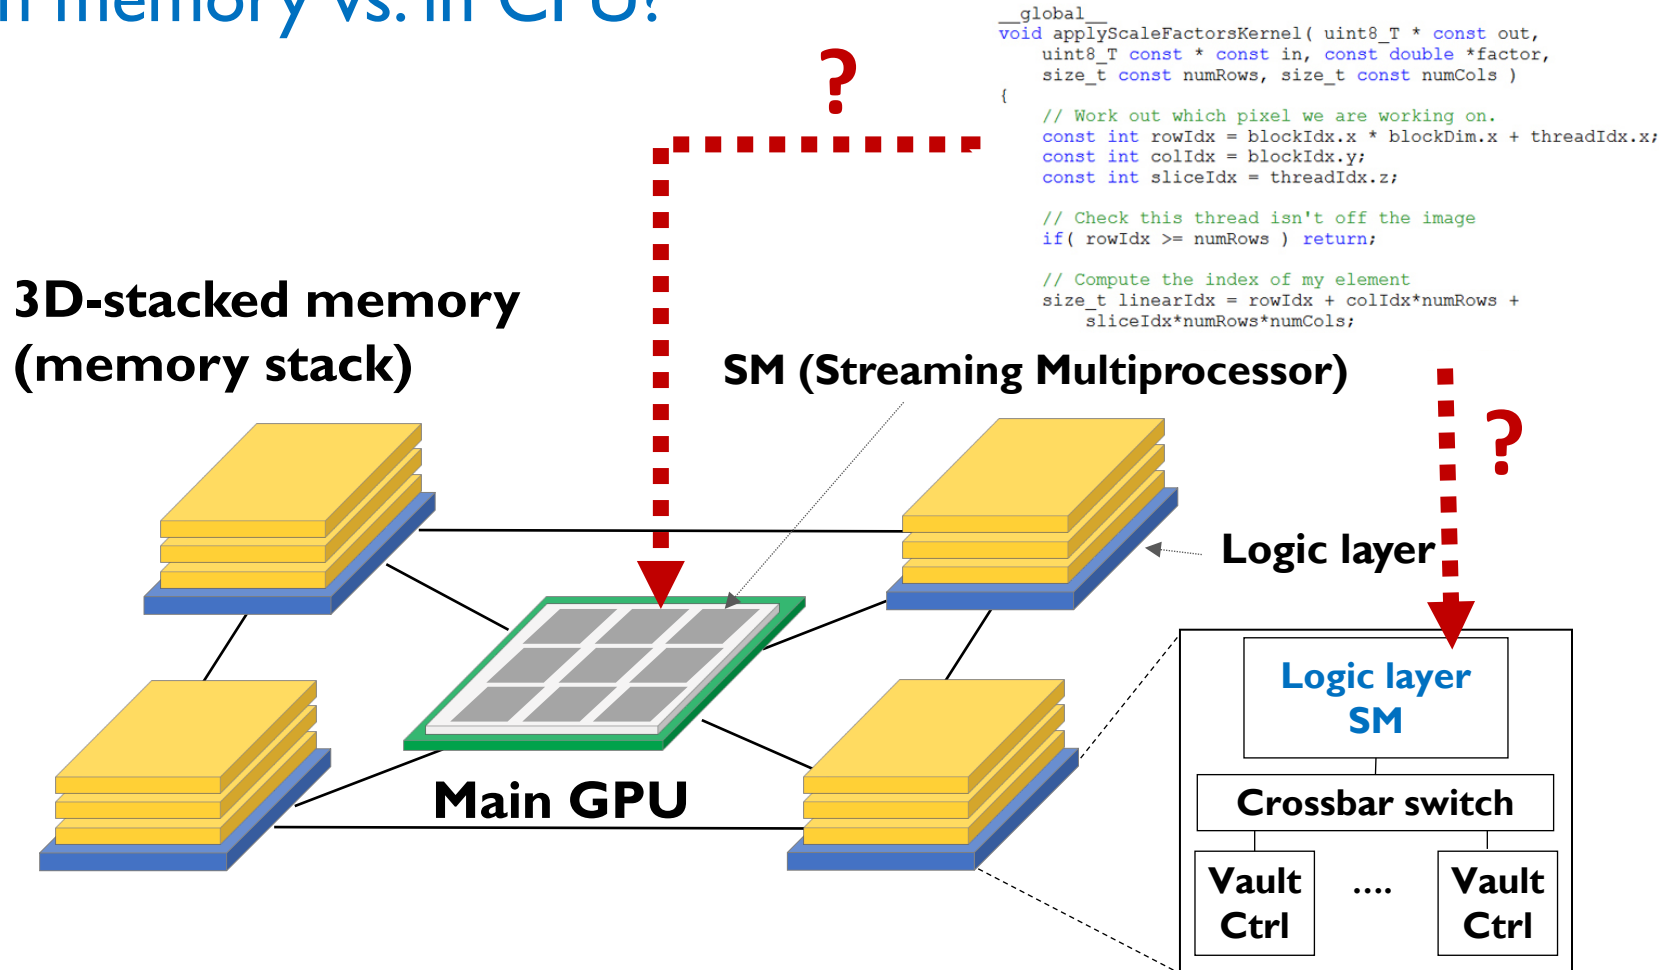 in memory vs. in CPU?
__global__
void applyScaleFactorsKernel( uint8_T * const out,
    uint8_T const * const in, const double *factor,
    size_t const numRows, size_t const numCols )
{
    // Work out which pixel we are working on.
    const int rowIdx = blockIdx.x * blockDim.x + threadIdx.x;
    const int colIdx = blockIdx.y;
    const int sliceIdx = threadIdx.z;
    // Check this thread isn't off the image
    if( rowIdx >= numRows ) return;
    // Compute the index of my element
    size_t linearIdx = rowIdx + colIdx*numRows +
        sliceIdx*numRows*numCols;
?
3D-stacked memory
(memory stack)
SM (Streaming Multiprocessor)
?
Logic layer
Main GPU
Logic layer
SM
Crossbar switch
Vault
Ctrl
....
Vault
Ctrl